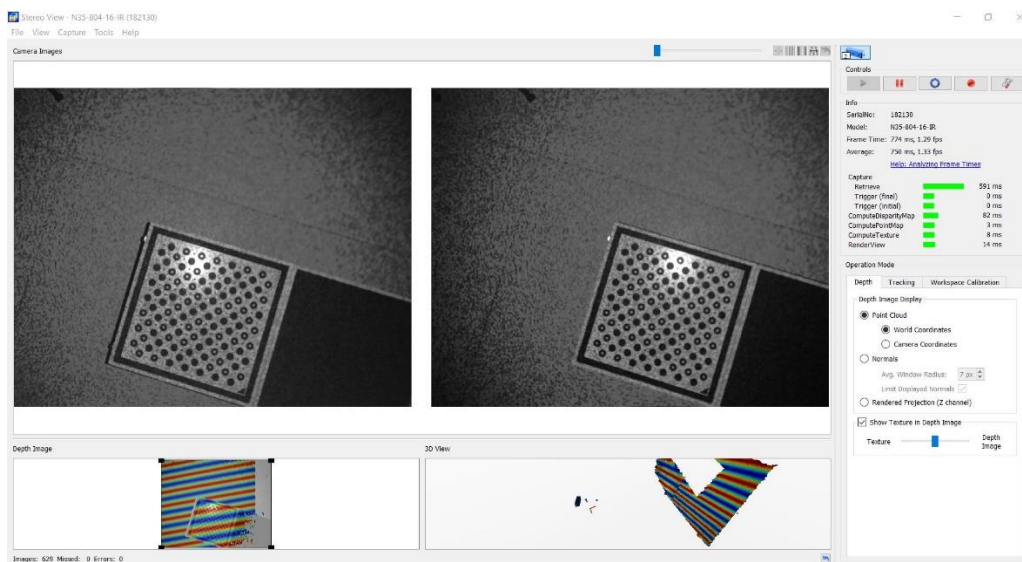 Stereo View - N35-804-16-IR (182130)
File View Capture Tools Help
Camera Images
Controls
Info
SerialNo: 182130
Model: N35-804-16-IR
Frame Time: 774 ms, 1.29 fps
Average: 750 ms, 1.33 fps
Help: Analyzing Frame Times
Capture
Retrieve 591 ms
Trigger (final) 0 ms
Trigger (initial) 0 ms
ComputeDisparityMap 82 ms
ComputePointMap 3 ms
ComputeTexture 8 ms
RenderView 14 ms
Operation Mode
Depth Tracking Workspace Calibration
Depth Image Display
Point Cloud
World Coordinates
Camera Coordinates
Normals
Avg. Window Radius: 7 px
Limit Displayed Normals
Rendered Projection (Z channel)
Show Texture in Depth Image
Texture Depth Image
Depth Image 3D View
Images: 629 Missed: 0 Errors: 0